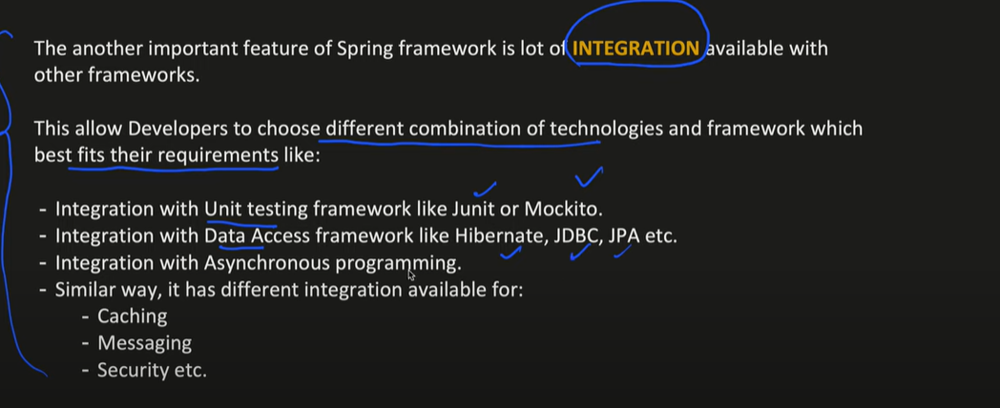 The another important feature of Spring framework is lot of INTEGRATION available with
other frameworks.
This allow Developers to choose different combination of technologies and framework which
best fits their requirements like:
- Integration with Unit testing framework like Junit or Mockito.
- Integration with Data Access framework like Hibernate, JDBC, JPA etc.
- Integration with Asynchronous programming.
- Similar way, it has different integration available for:
- Caching
- Messaging
- Security etc.